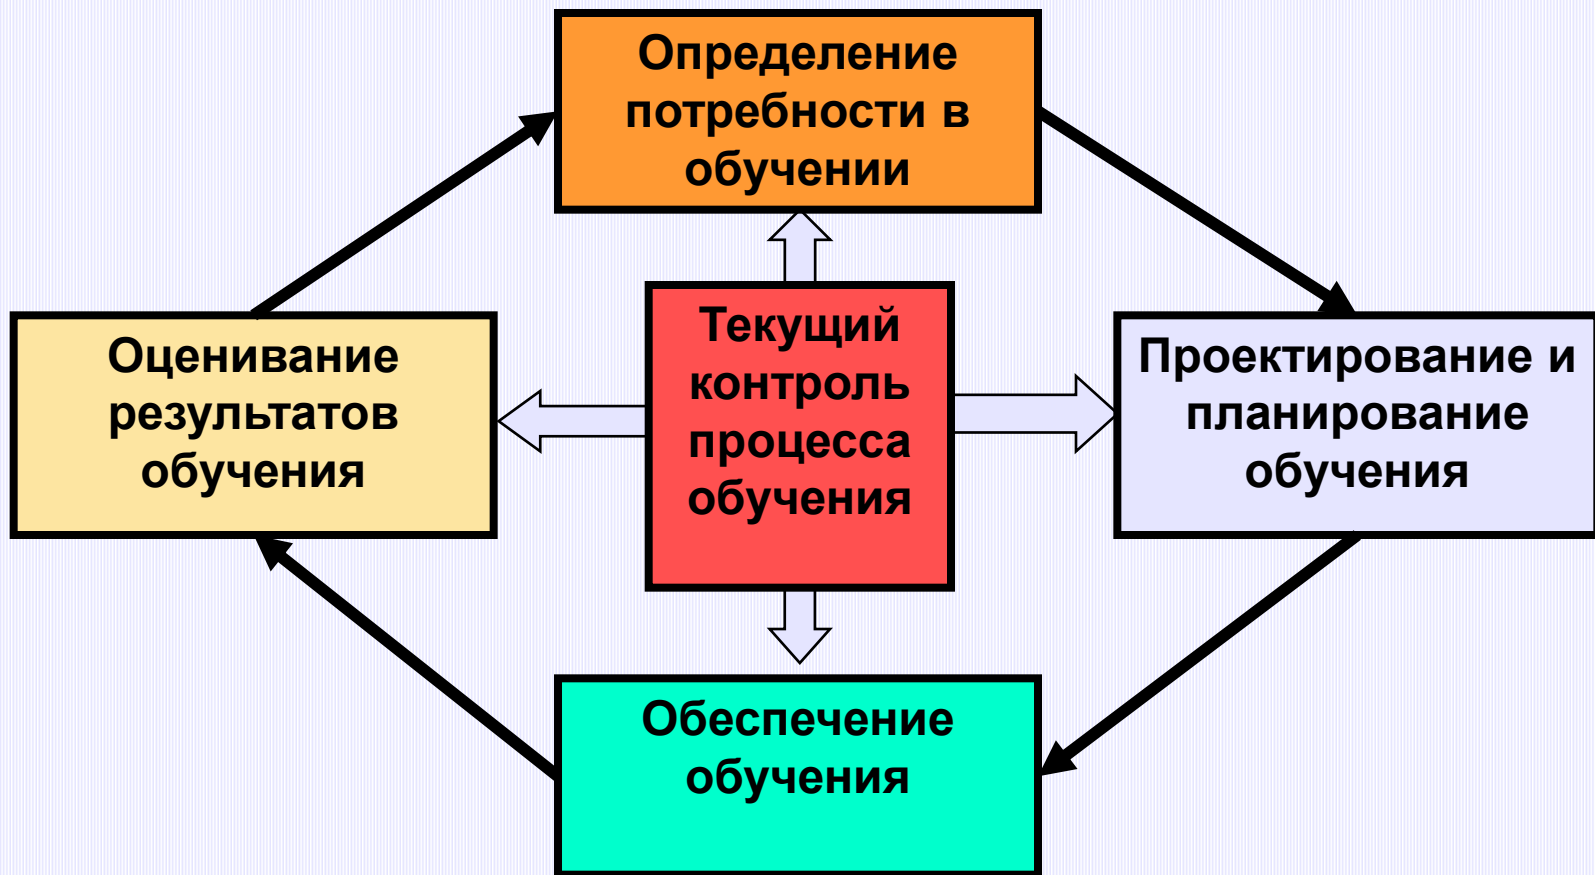 Определение
потребности в
обучении
Оценивание
результатов
обучения
Текущий
контроль
процесса
обучения
Проектирование и
планирование
обучения
Обеспечение
обучения